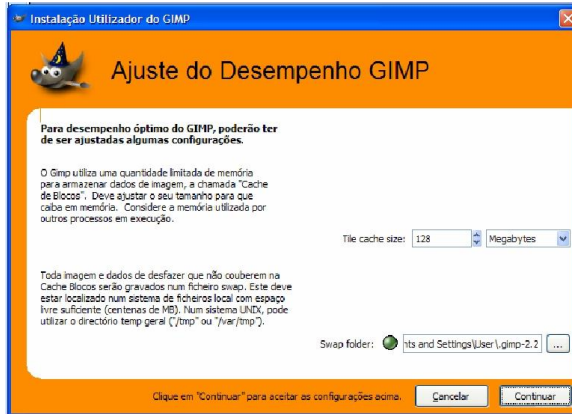 Instalação Utilizador do GIMP
Ajuste do Desempenho GIMP
Para desempenho óptimo do GIMP, poderão ter
de ser ajustadas algumas configurações.
O Gimp utiliza uma quantidade limitada de memória
para armazenar dados de imagem, a chamada "Cache
de Blocos". Deve ajustar o seu tamanho para que
caiba em memória. Considere a memória utilizada por
outros processos em execução.
Tile cache size: 128 Megabytes
Toda imagem e dados de desfazer que não couberem na
Cache Blocos serão gravados num ficheiro swap. Este deve
estar localizado num sistema de ficheiros local com espaço
livre suficiente (centenas de MB). Num sistema UNIX, pode
utilizar o directório temp geral ("/tmp" ou "/var/tmp").
Swap folder: nts and Settings\User\.gimp-2.2 ...
Clique em "Continuar" para aceitar as configurações acima. Cancelar Continuar